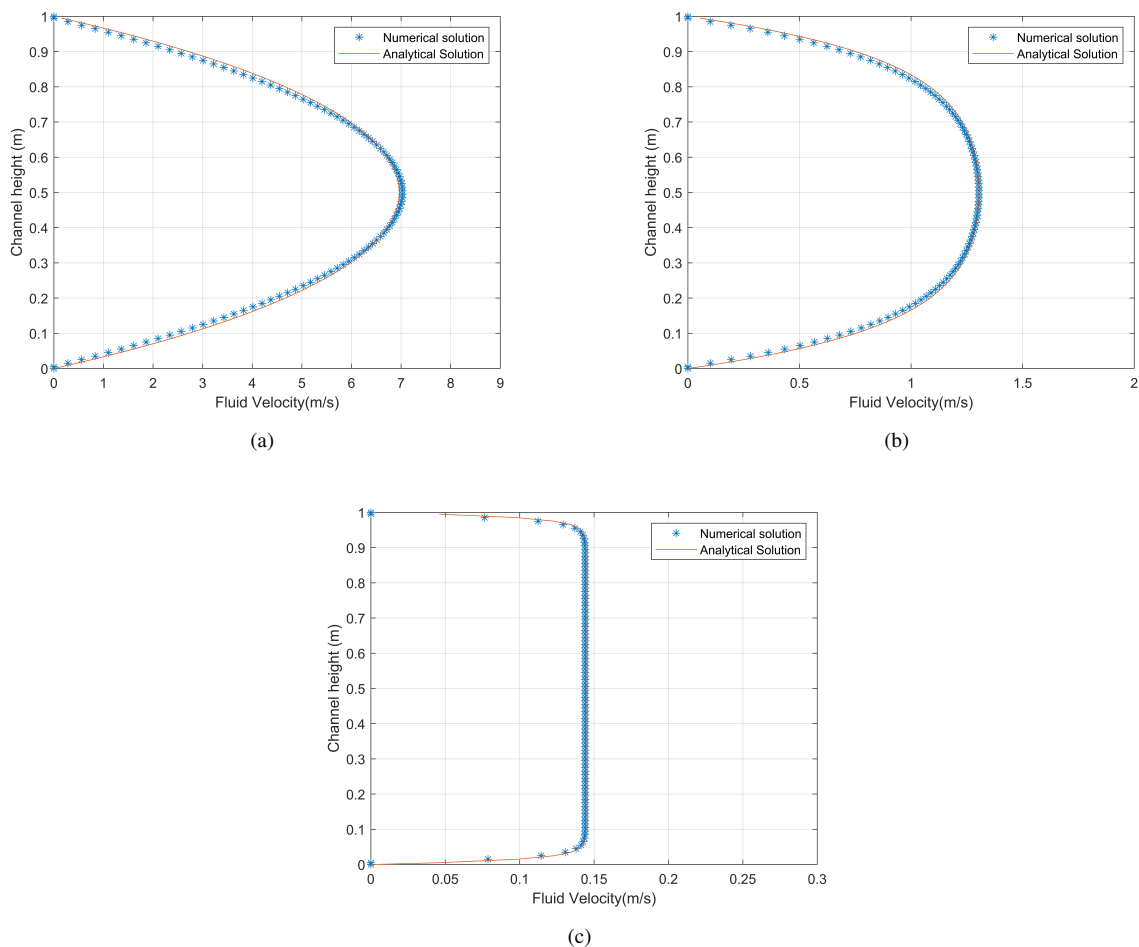 1
0.9
0.8
0.7
0.6
0.5
0.4
0.3
0.2
0.1
0
Channel height (m)
Numerical solution
Analytical Solution
0 1 2 3 4 5 6 7 8 9
Fluid Velocity(m/s)
(a)
1
0.9
0.8
0.7
0.6
0.5
0.4
0.3
0.2
0.1
0
Channel height (m)
Numerical solution
Analytical Solution
0 0.5 1 1.5 2
Fluid Velocity(m/s)
(b)
1
0.9
0.8
0.7
0.6
0.5
0.4
0.3
0.2
0.1
0
Channel height (m)
Numerical solution
Analytical Solution
0 0.05 0.1 0.15 0.2 0.25 0.3
Fluid Velocity(m/s)
(c)